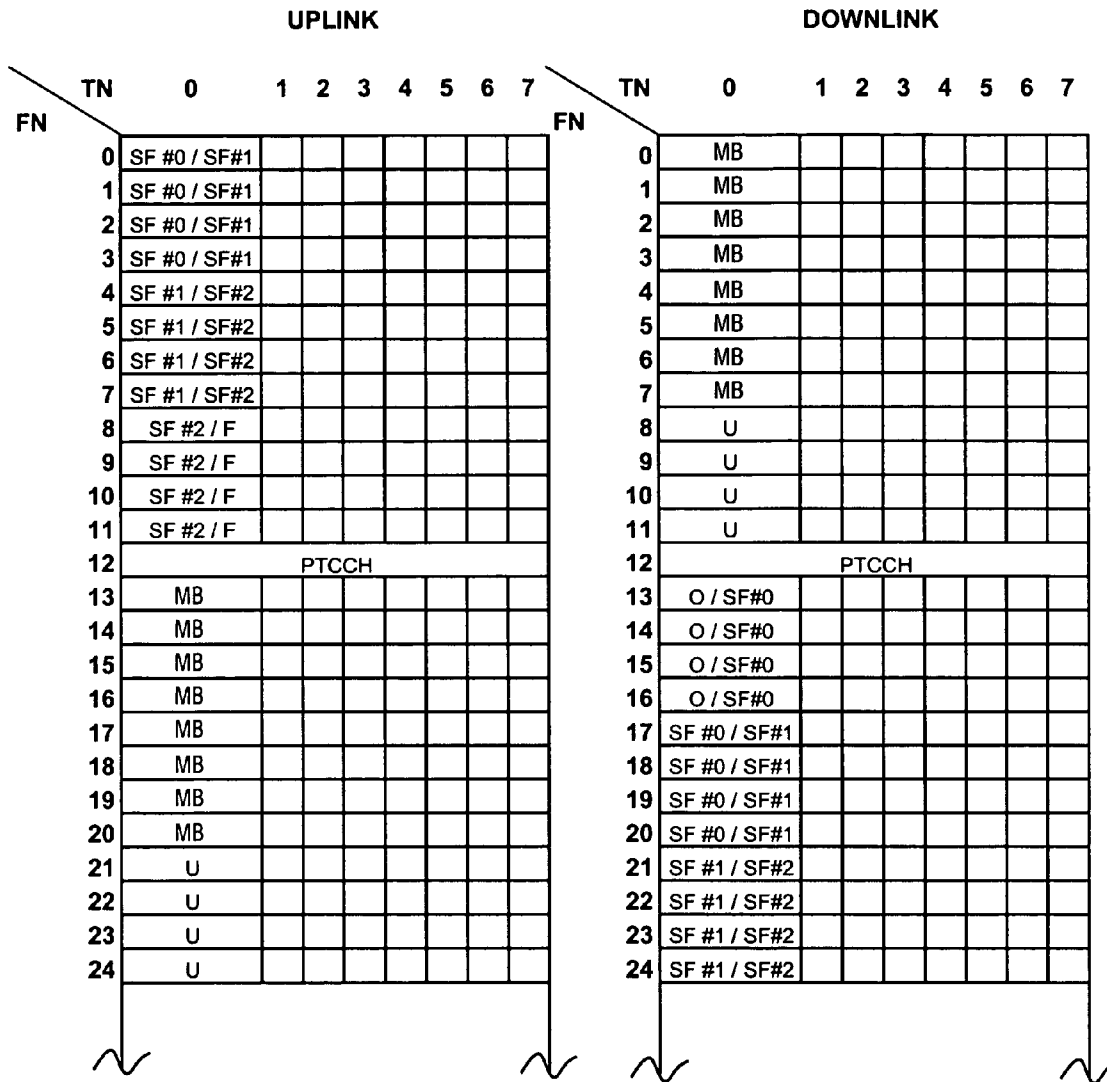 UPLINK DOWNLINK
TN 0 1 2 3 4 5 6 7 TN 0 1 2 3 4 5 6 7
FN FN
0 SF #0 / SF#1 0 MB
1 SF #0 / SF#1 1 MB
2 SF #0 / SF#1 2 MB
3 SF #0 / SF#1 3 MB
4 SF #1 / SF#2 4 MB
5 SF #1 / SF#2 5 MB
6 SF #1 / SF#2 6 MB
7 SF #1 / SF#2 7 MB
8 SF #2 / F 8 U
9 SF #2 / F 9 U
10 SF #2 / F 10 U
11 SF #2 / F 11 U
12 PTCCH 12 PTCCH
13 MB 13 O / SF#0
14 MB 14 O / SF#0
15 MB 15 O / SF#0
16 MB 16 O / SF#0
17 MB 17 SF #0 / SF#1
18 MB 18 SF #0 / SF#1
19 MB 19 SF #0 / SF#1
20 MB 20 SF #0 / SF#1
21 U 21 SF #1 / SF#2
22 U 22 SF #1 / SF#2
23 U 23 SF #1 / SF#2
24 U 24 SF #1 / SF#2